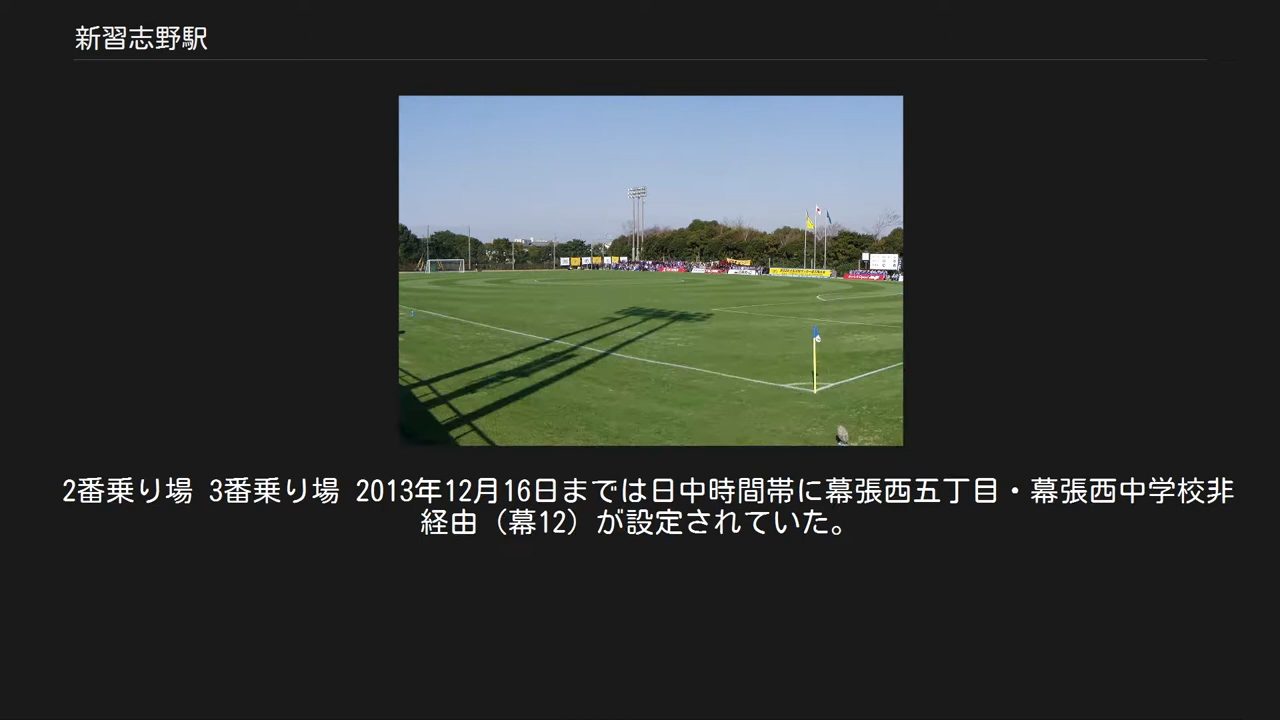 新習志野駅
2番乗り場 3番乗り場 2013年12月16日までは日中時間帯に幕張西五丁目・幕張西中学校非
経由（幕12）が設定されていた。